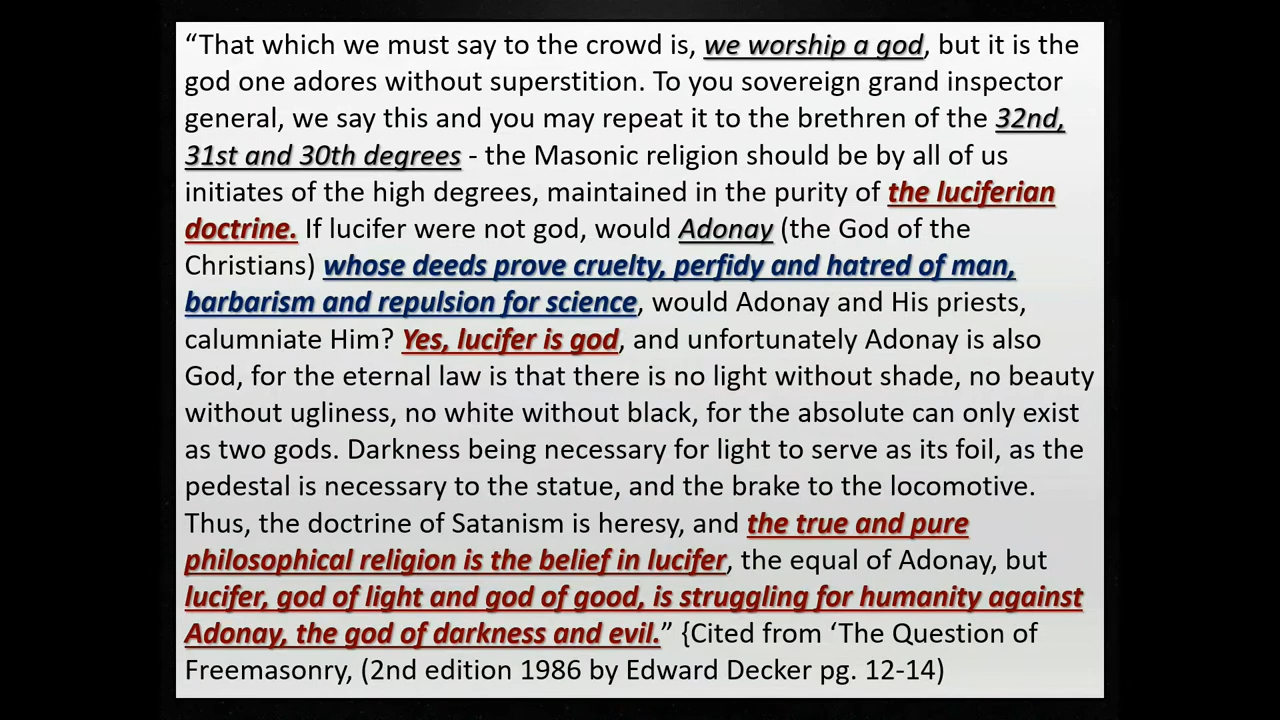 “That which we must say to the crowd is, we worship a god, but it is the
god one adores without superstition. To you sovereign grand inspector
general, we say this and you may repeat it to the brethren of the 32nd,
31st and 30th degrees - the Masonic religion should be by all of us
initiates of the high degrees, maintained in the purity of the luciferian
doctrine. If lucifer were not god, would Adonay (the God of the
Christians) whose deeds prove cruelty, perfidy and hatred of man,
barbarism and repulsion for science, would Adonay and His priests,
calumniate Him? Yes, lucifer is god, and unfortunately Adonay is also
God, for the eternal law is that there is no light without shade, no beauty
without ugliness, no white without black, for the absolute can only exist
as two gods. Darkness being necessary for light to serve as its foil, as the
pedestal is necessary to the statue, and the brake to the locomotive.
Thus, the doctrine of Satanism is heresy, and the true and pure
philosophical religion is the belief in lucifer, the equal of Adonay, but
lucifer, god of light and god of good, is struggling for humanity against
Adonay, the god of darkness and evil.” {Cited from ‘The Question of
Freemasonry, (2nd edition 1986 by Edward Decker pg. 12-14)